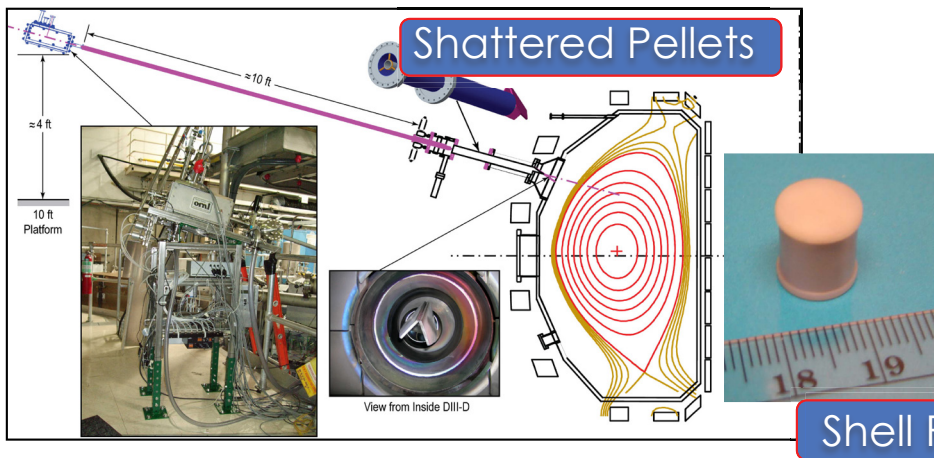 Shattered Pellets
≈10 ft
≈4 ft
10 ft
Platform
ornl
View from Inside DIII-D
18 19
Shell